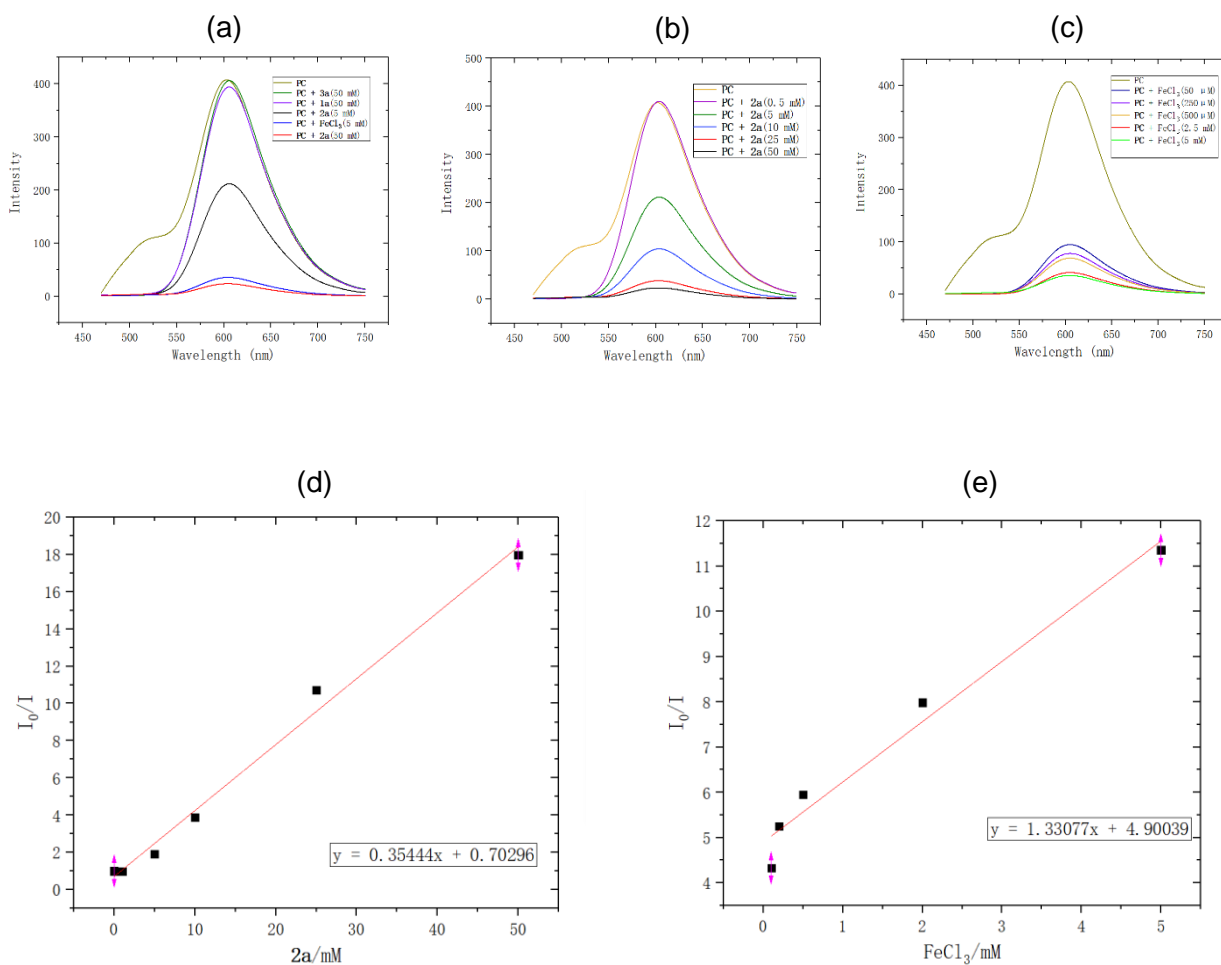 (a)
(b)
(c)
400
300
200
100
0
Intensity
450 500 550 600 650 700 750
Wavelength (nm)
PC
PC + 3a(50 mM)
PC + 1a(50 mM)
PC + 2a(5 mM)
PC + FeCl3(5 mM)
PC + 2a(50 mM)
500
400
300
200
100
0
Intensity
450 500 550 600 650 700 750
Wavelength (nm)
PC
PC + 2a(0.5 mM)
PC + 2a(5 mM)
PC + 2a(10 mM)
PC + 2a(25 mM)
PC + 2a(50 mM)
400
300
200
100
0
Intensity
450 500 550 600 650 700 750
Wavelength (nm)
PC
PC + FeCl3(50 μM)
PC + FeCl3(250 μM)
PC + FeCl3(500 μM)
PC + FeCl3(2.5 mM)
PC + FeCl3(5 mM)
(d)
(e)
20
18
16
14
12
10
8
6
4
2
0
I0/I
0 10 20 30 40 50
2a/mM
y = 0.35444x + 0.70296
12
11
10
9
8
7
6
5
4
I0/I
0 1 2 3 4 5
FeCl3/mM
y = 1.33077x + 4.90039